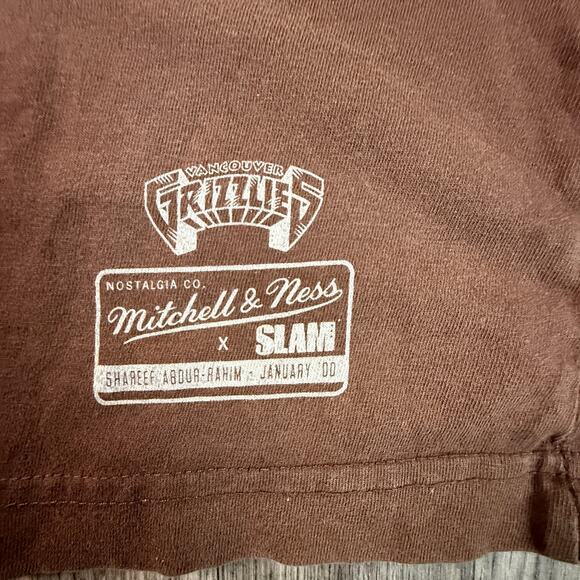 VANCOUVER
GRIZZLIES
NOSTALGIA CO.
Mitchell & Ness
X SLAM
SHAREEF ABDUR-RAHIM - JANUARY '00